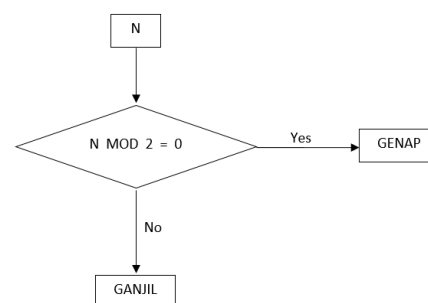 N
N MOD 2 = 0
Yes
GENAP
No
GANJIL